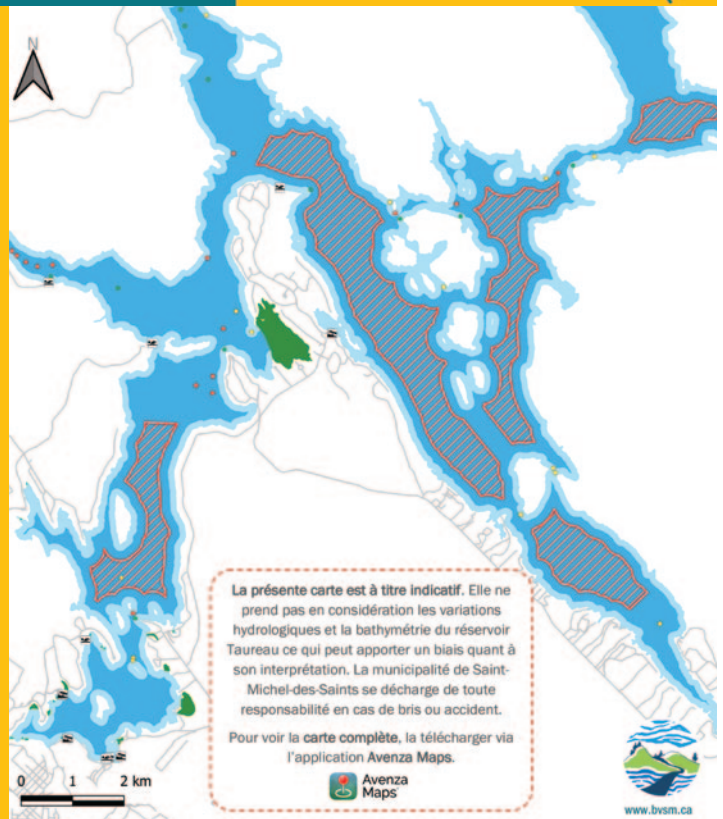 N
La présente carte est à titre indicatif. Elle ne
prend pas en considération les variations
hydrologiques et la bathymétrie du réservoir
Taureau ce qui peut apporter un biais quant à
son interprétation. La municipalité de Saint-
Michel-des-Saints se décharge de toute
responsabilité en cas de bris ou accident.
Pour voir la carte complète, la télécharger via
l'application Avenza Maps.
Avenza
Maps
0 1 2 km
www.bvsm.ca